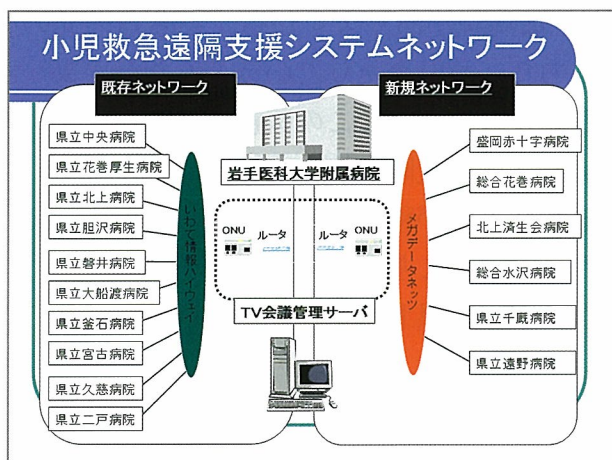 小児救急遠隔支援システムネットワーク
既存ネットワーク
新規ネットワーク
県立中央病院
県立花巻厚生病院
県立北上病院
県立胆沢病院
県立磐井病院
県立大船渡病院
県立釜石病院
県立宮古病院
県立久慈病院
県立二戸病院
いわて情報ハイウェイ
岩手医科大学附属病院
ONU
ルータ
ルータ
ONU
TV会議管理サーバ
メガデータネッツ
盛岡赤十字病院
総合花巻病院
北上済生会病院
総合水沢病院
県立千厩病院
県立遠野病院